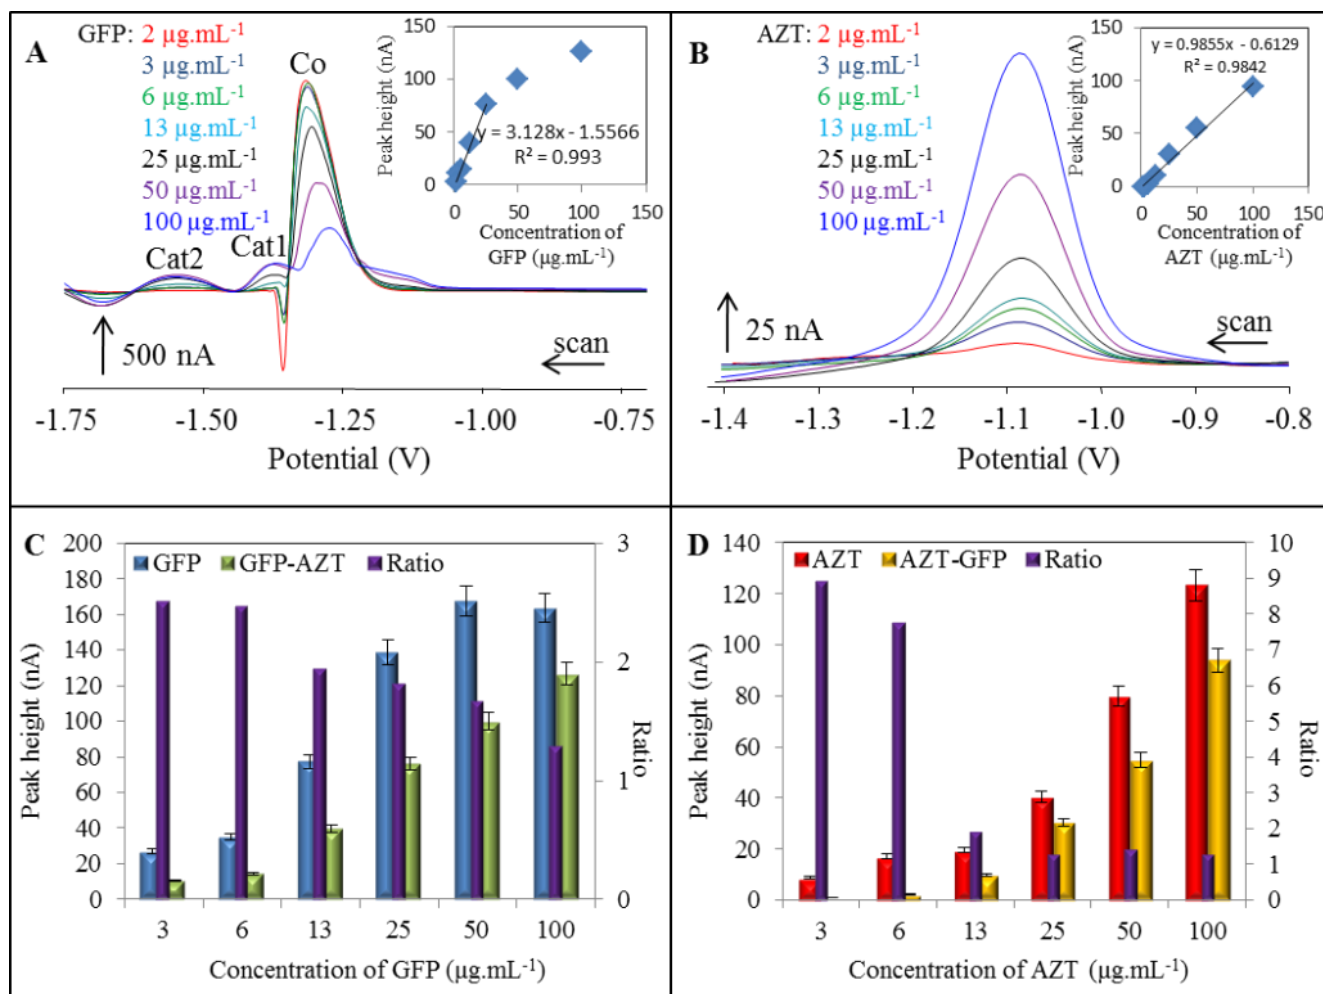 A
GFP: 2 µg.mL⁻¹
3 µg.mL⁻¹
6 µg.mL⁻¹
13 µg.mL⁻¹
25 µg.mL⁻¹
50 µg.mL⁻¹
100 µg.mL⁻¹
Co
Cat1
Cat2
500 nA
scan
-1.75 -1.50 -1.25 -1.00 -0.75
Potential (V)
Peak height (nA)
150
100
50
0
y = 3.128x - 1.5566
R² = 0.993
0 50 100 150
Concentration of
GFP (µg.mL⁻¹)
B
AZT: 2 µg.mL⁻¹
3 µg.mL⁻¹
6 µg.mL⁻¹
13 µg.mL⁻¹
25 µg.mL⁻¹
50 µg.mL⁻¹
100 µg.mL⁻¹
25 nA
scan
-1.4 -1.3 -1.2 -1.1 -1.0 -0.9 -0.8
Potential (V)
Peak height (nA)
150
100
50
0
y = 0.9855x - 0.6129
R² = 0.9842
0 50 100 150
Concentration of
AZT (µg.mL⁻¹)
C
GFP GFP-AZT Ratio
Peak height (nA)
200
180
160
140
120
100
80
60
40
20
0
3
2
1
0
Ratio
3 6 13 25 50 100
Concentration of GFP (µg.mL⁻¹)
D
AZT AZT-GFP Ratio
Peak height (nA)
140
120
100
80
60
40
20
0
10
9
8
7
6
5
4
3
2
1
0
Ratio
3 6 13 25 50 100
Concentration of AZT (µg.mL⁻¹)